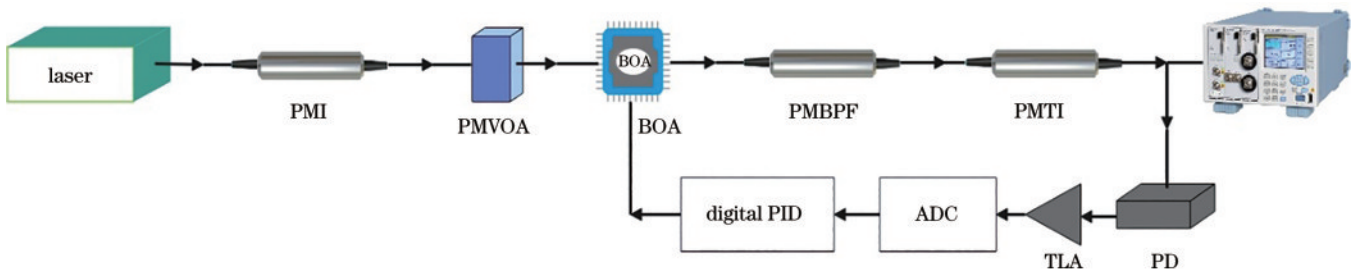 laser
PMI
PMVOA
BOA
BOA
PMBPF
PMTI
digital PID
ADC
TLA
PD